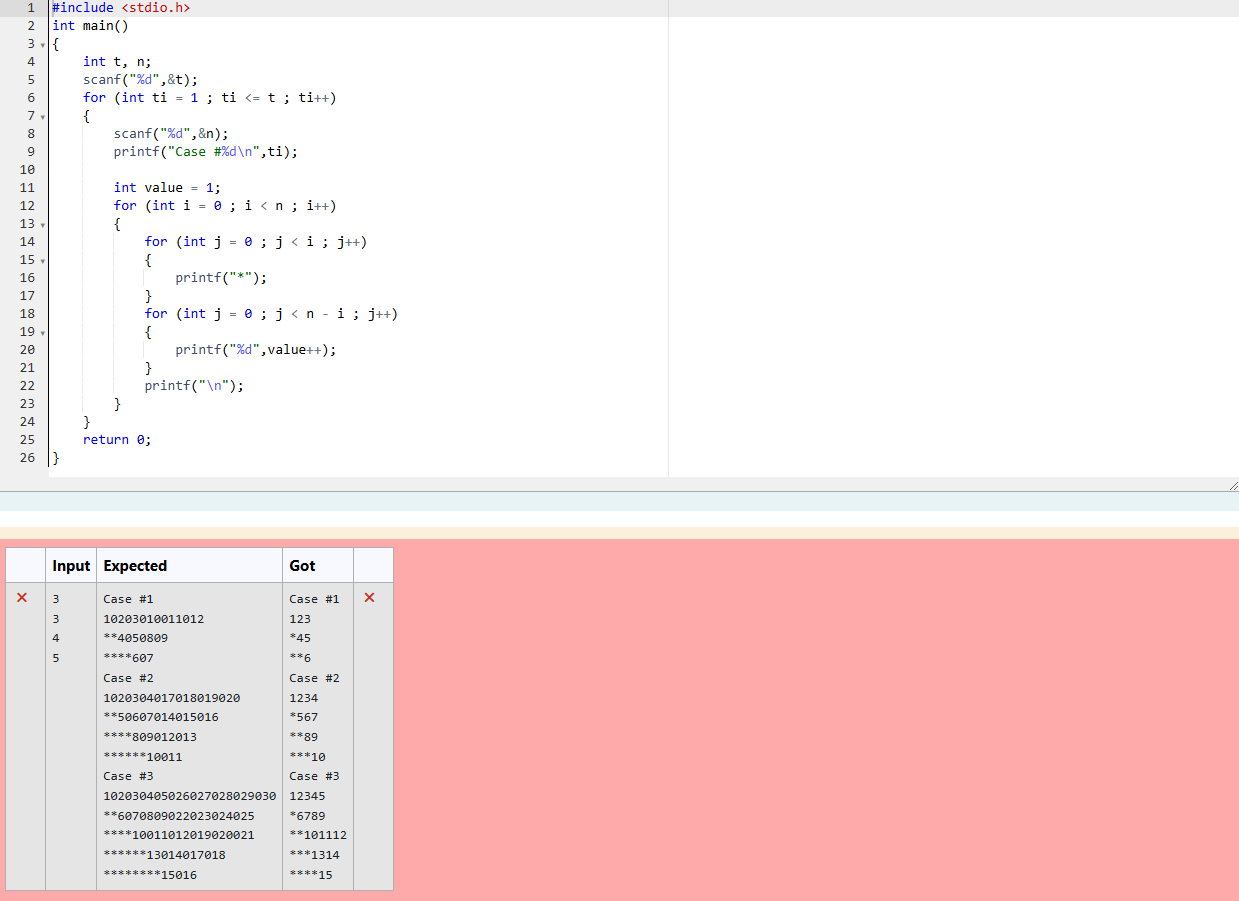 1 #include <stdio.h>
2 int main()
3 {
4     int t, n;
5     scanf("%d",&t);
6     for (int ti = 1 ; ti <= t ; ti++)
7     {
8         scanf("%d",&n);
9         printf("Case #%d\n",ti);
10
11         int value = 1;
12         for (int i = 0 ; i < n ; i++)
13         {
14             for (int j = 0 ; j < i ; j++)
15             {
16                 printf("*");
17             }
18             for (int j = 0 ; j < n - i ; j++)
19             {
20                 printf("%d",value++);
21             }
22             printf("\n");
23         }
24     }
25     return 0;
26 }
Input Expected Got
3 Case #1 Case #1
3 10203010011012 123
4 **4050809 *45
5 ****607 **6
Case #2 Case #2
1020304017018019020 1234
**50607014015016 *567
****809012013 **89
******10011 ***10
Case #3 Case #3
102030405026027028029030 12345
**6070809022023024025 *6789
****10011012019020021 **101112
******13014017018 ***1314
********15016 ****15